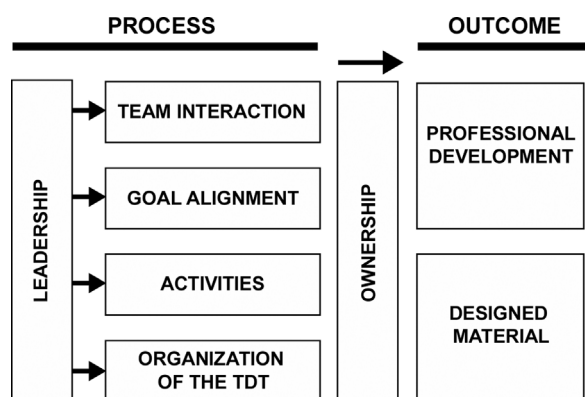 PROCESS
OUTCOME
LEADERSHIP
TEAM INTERACTION
GOAL ALIGNMENT
ACTIVITIES
ORGANIZATION
OF THE TDT
OWNERSHIP
PROFESSIONAL
DEVELOPMENT
DESIGNED
MATERIAL